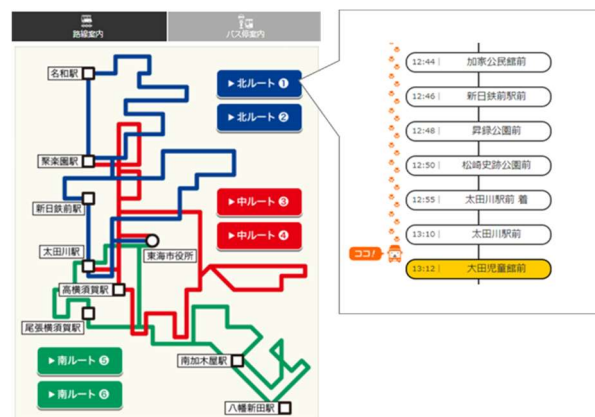 路線案内
バス停案内
名和駅
聚楽園駅
新日鉄前駅
太田川駅
高横須賀駅
尾張横須賀駅
東海市役所
南加木屋駅
八幡新田駅
▶北ルート❶
▶北ルート❷
▶中ルート❸
▶中ルート❹
▶南ルート❺
▶南ルート❻
12:44 | 加家公民館前
12:46 | 新日鉄前駅前
12:48 | 昇録公園前
12:50 | 松崎史跡公園前
12:55 | 太田川駅前 着
13:10 | 太田川駅前
ココ!
13:12 | 大田児童館前